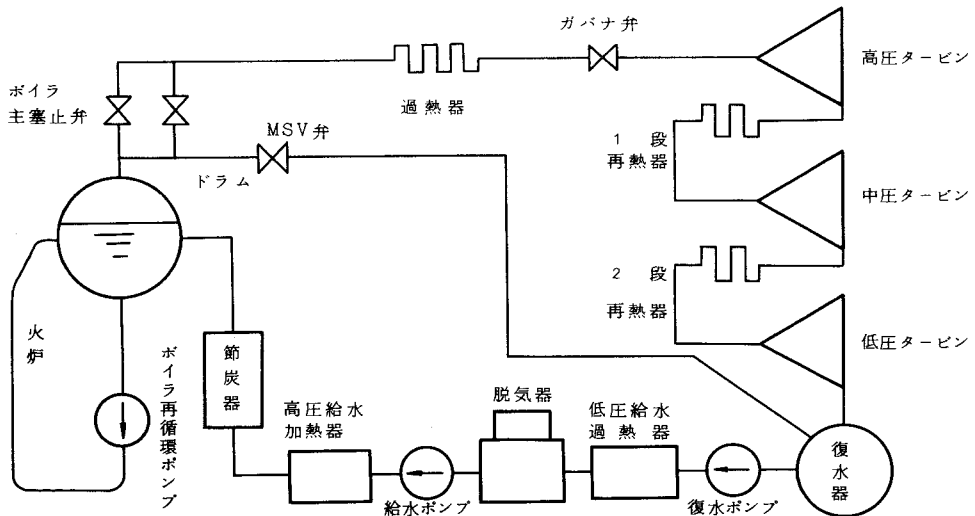 ガバナ弁
高圧タービン
ボイラ
主塞止弁
過熱器
MSV弁
1段
再熱器
ドラム
中圧タービン
2段
再熱器
火炉
ボイラ再循環ポンプ
節炭器
低圧タービン
高圧給水
加熱器
脱気器
低圧給水
過熱器
復水器
給水ポンプ
復水ポンプ